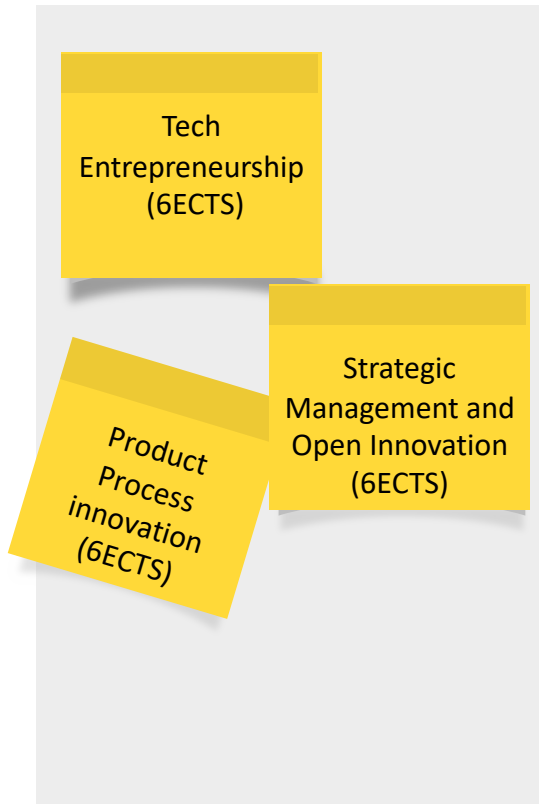 Tech
Entrepreneurship
(6ECTS)
Strategic
Management and
Open Innovation
(6ECTS)
Product
Process
innovation
(6ECTS)